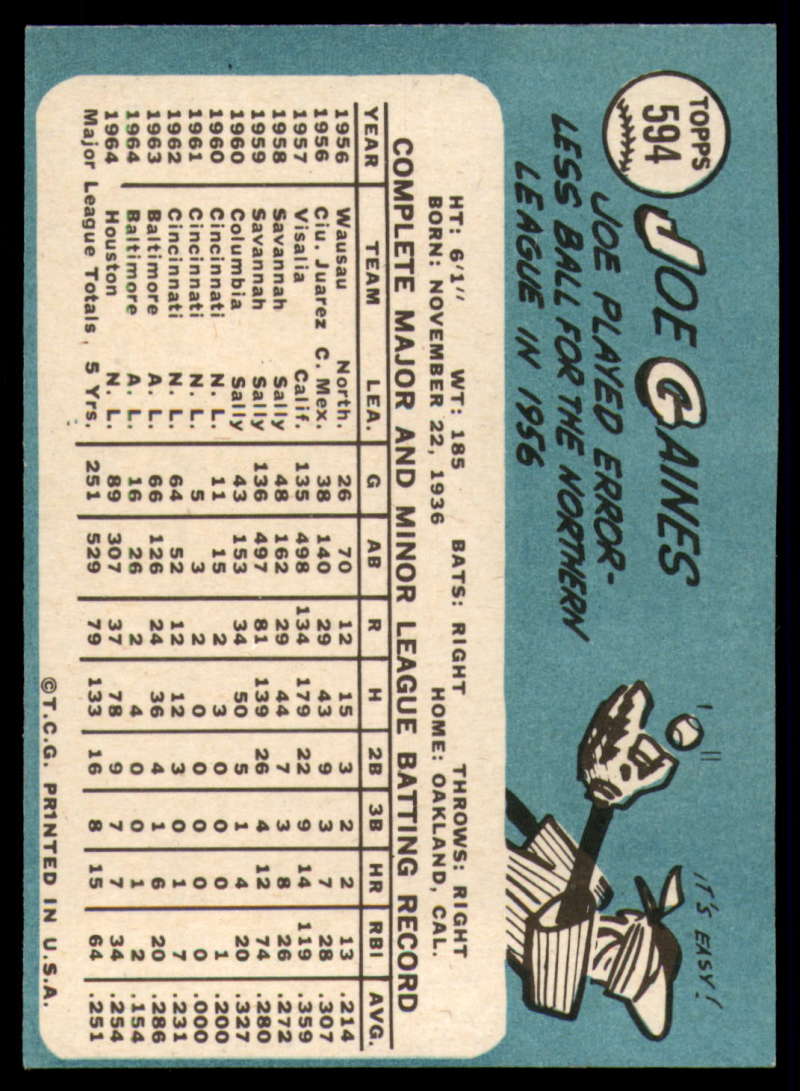 TOPPS
594
JOE GAINES
JOE PLAYED ERROR-
LESS BALL FOR THE NORTHERN
LEAGUE IN 1956
IT'S EASY!
HT: 6'1" WT: 185 BATS: RIGHT THROWS: RIGHT
BORN: NOVEMBER 22, 1936 HOME: OAKLAND, CAL.
COMPLETE MAJOR AND MINOR LEAGUE BATTING RECORD
YEAR TEAM LEA. G AB R H 2B 3B HR RBI AVG.
1956 Wausau North. 26 70 12 15 3 2 2 13 .214
1956 Ciu. Juarez C. Mex. 38 140 29 43 9 3 7 28 .307
1957 Visalia Calif. 135 498 134 179 22 9 14 119 .359
1958 Savannah Sally 48 162 29 44 7 3 8 26 .272
1959 Savannah Sally 136 497 81 139 26 4 12 74 .280
1960 Columbia Sally 43 153 34 50 5 1 4 20 .327
1960 Cincinnati N. L. 11 15 2 3 0 0 0 1 .200
1961 Cincinnati N. L. 5 3 2 0 0 0 0 0 .000
1962 Cincinnati N. L. 64 52 12 12 3 0 1 7 .231
1963 Baltimore A. L. 66 126 24 36 4 1 6 20 .286
1964 Baltimore A. L. 16 26 2 4 0 0 1 2 .154
1964 Houston N. L. 89 307 37 78 9 7 7 34 .254
Major League Totals 5 Yrs. 251 529 79 133 16 8 15 64 .251
©T.C.G. PRINTED IN U.S.A.